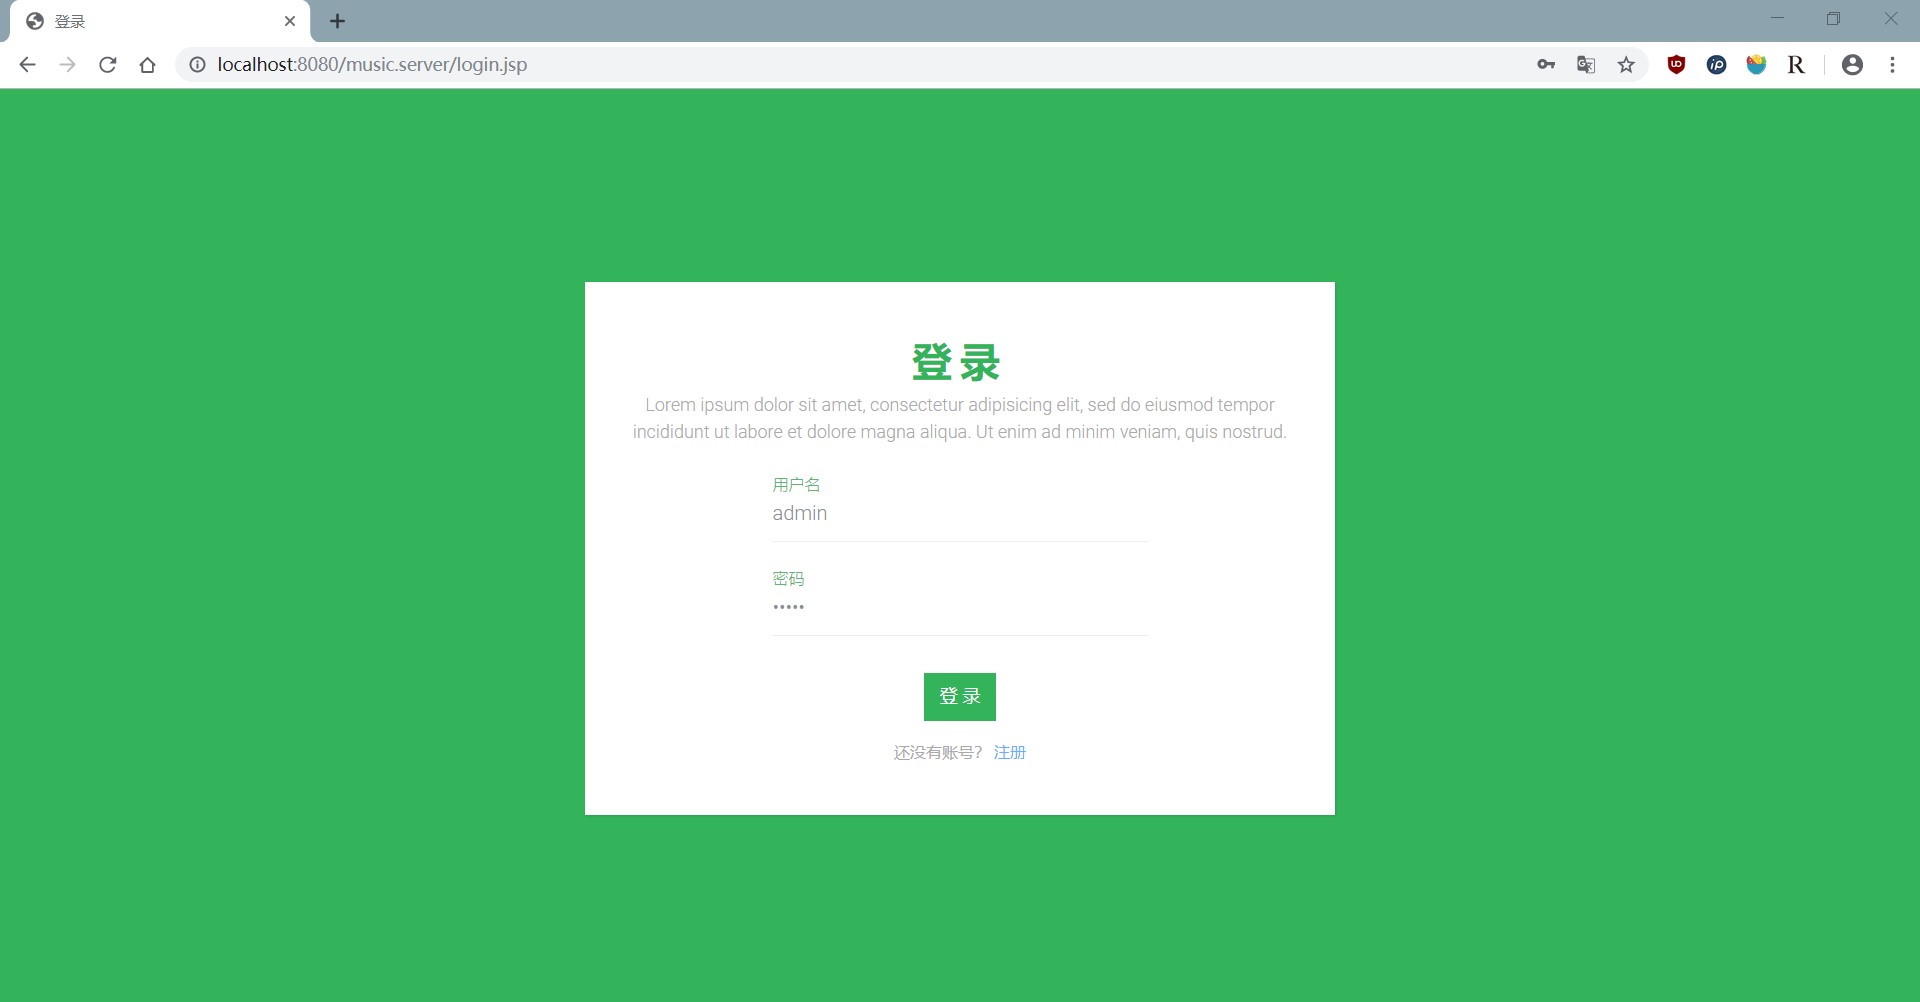 登录
localhost:8080/music.server/login.jsp
R
登录
Lorem ipsum dolor sit amet, consectetur adipisicing elit, sed do eiusmod tempor
incididunt ut labore et dolore magna aliqua. Ut enim ad minim veniam, quis nostrud.
用户名
admin
密码
•••••
登录
还没有账号？ 注册